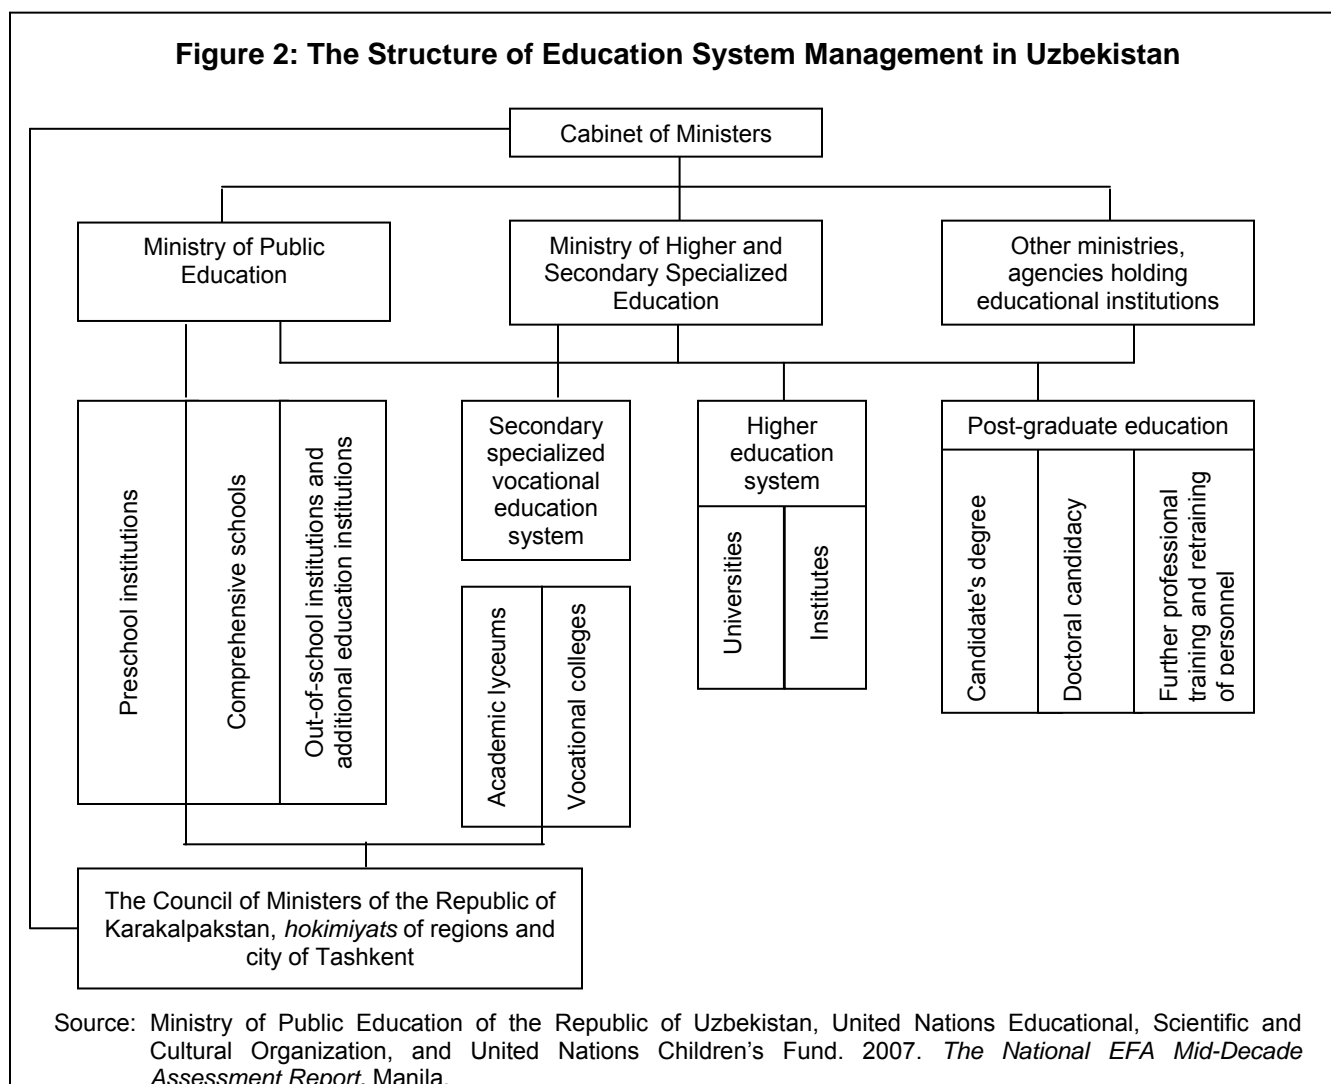 Figure 2: The Structure of Education System Management in Uzbekistan
Cabinet of Ministers
Ministry of Public
Education
Ministry of Higher and
Secondary Specialized
Education
Other ministries,
agencies holding
educational institutions
Preschool institutions
Comprehensive schools
Out-of-school institutions and
additional education institutions
Secondary
specialized
vocational
education
system
Academic lyceums
Vocational colleges
Higher
education
system
Universities
Institutes
Post-graduate education
Candidate's degree
Doctoral candidacy
Further professional
training and retraining
of personnel
The Council of Ministers of the Republic of
Karakalpakstan, hokimiyats of regions and
city of Tashkent
Source: Ministry of Public Education of the Republic of Uzbekistan, United Nations Educational, Scientific and
Cultural Organization, and United Nations Children's Fund. 2007. The National EFA Mid-Decade
Assessment Report. Manila.